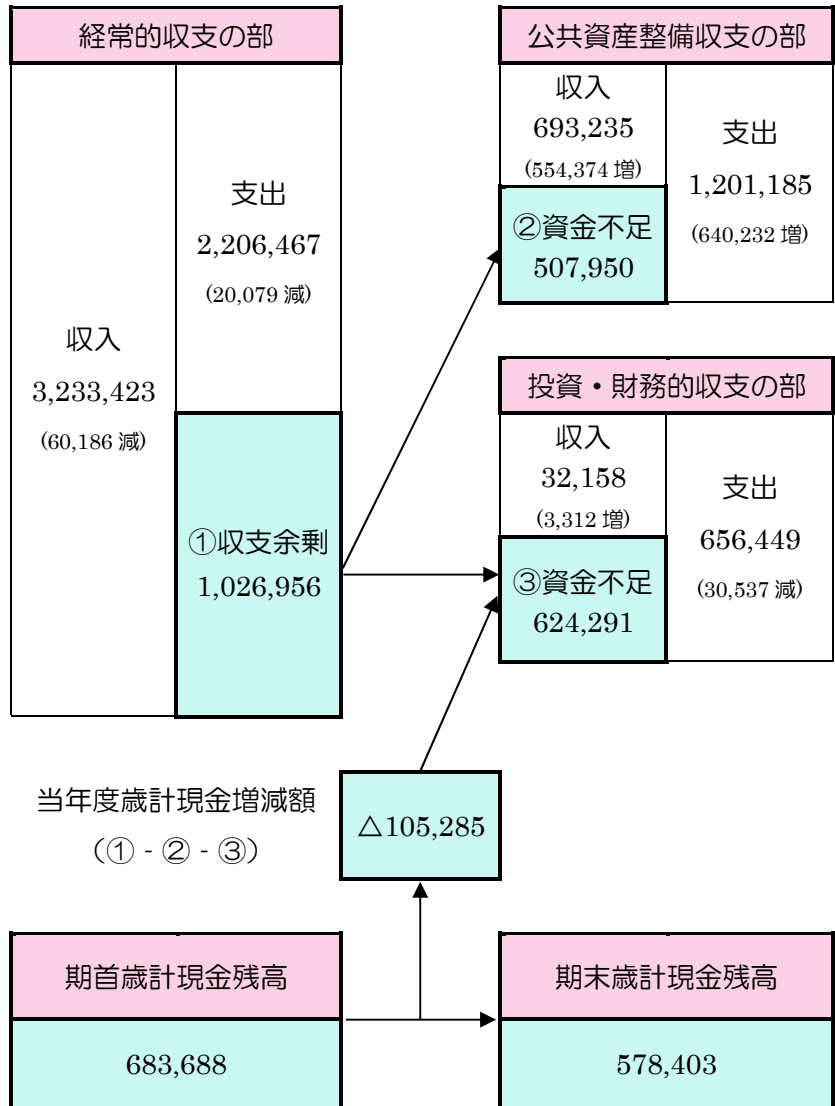 経常的収支の部
収入
3,233,423
(60,186 減)
支出
2,206,467
(20,079 減)
①収支余剰
1,026,956
公共資産整備収支の部
収入
693,235
(554,374 増)
②資金不足
507,950
支出
1,201,185
(640,232 増)
投資・財務的収支の部
収入
32,158
(3,312 増)
③資金不足
624,291
支出
656,449
(30,537 減)
当年度歳計現金増減額
（① - ② - ③）
△105,285
期首歳計現金残高
683,688
期末歳計現金残高
578,403